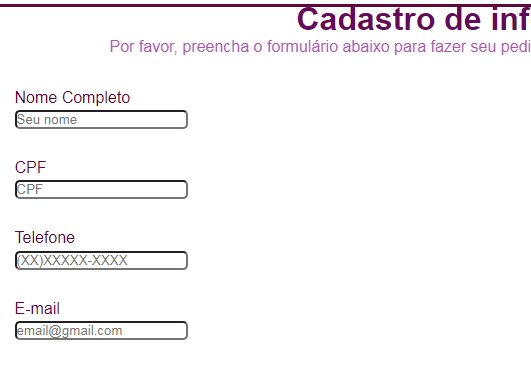 Cadastro de inf
Por favor, preencha o formulário abaixo para fazer seu pedi
Nome Completo
Seu nome
CPF
CPF
Telefone
(XX)XXXXX-XXXX
E-mail
email@gmail.com